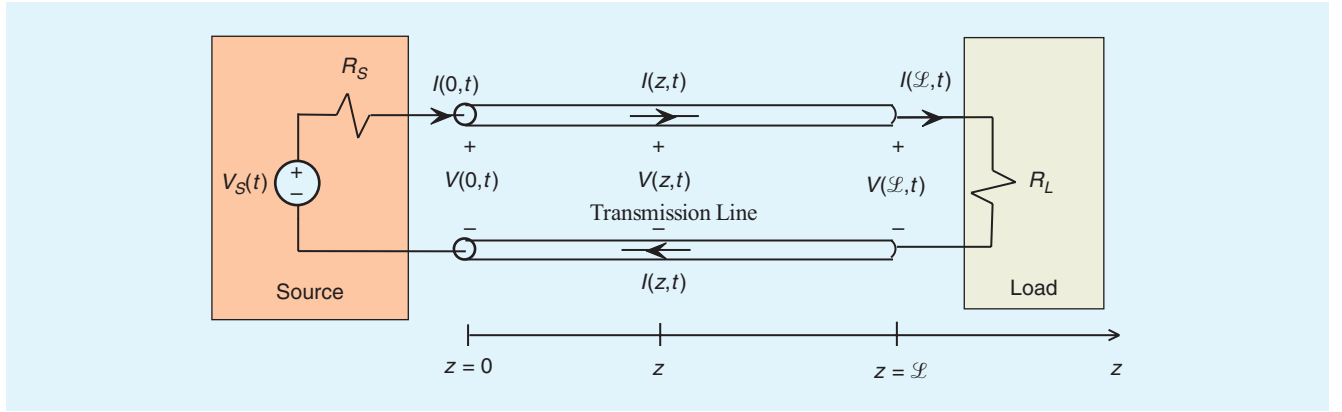 R_S
I(0,t)
I(z,t)
I(ℒ,t)
+
+
+
+
−
V_S(t)
V(0,t)
V(z,t)
V(ℒ,t)
R_L
Transmission Line
−
−
−
I(z,t)
Source
Load
z = 0
z
z = ℒ
z